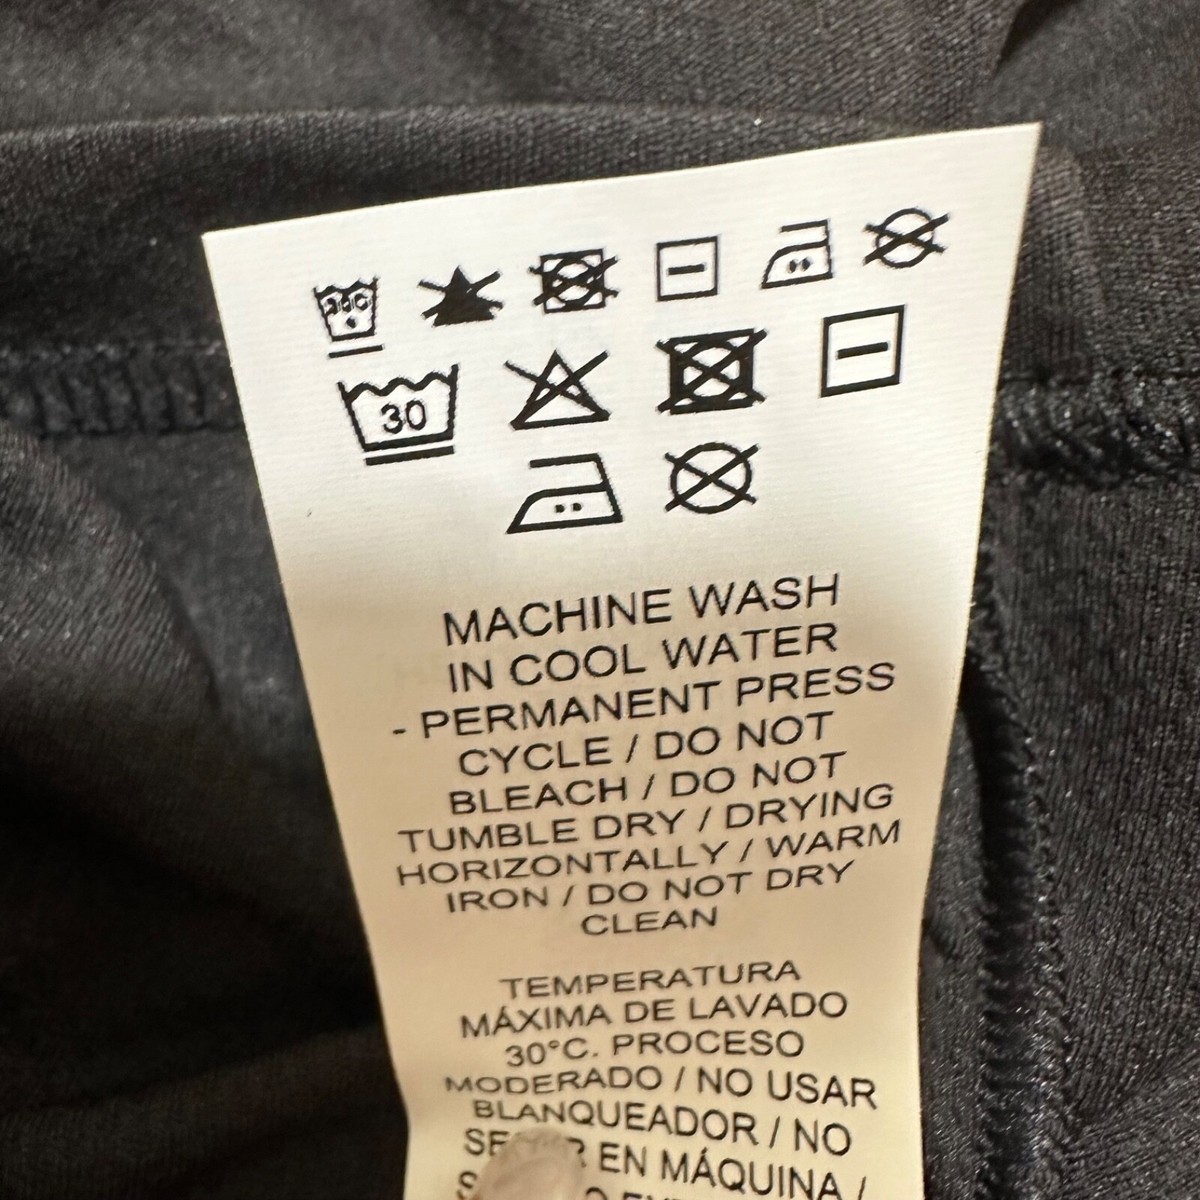 30C
30
MACHINE WASH
IN COOL WATER
- PERMANENT PRESS
CYCLE / DO NOT
BLEACH / DO NOT
TUMBLE DRY / DRYING
HORIZONTALLY / WARM
IRON / DO NOT DRY
CLEAN
TEMPERATURA
MÁXIMA DE LAVADO
30°C. PROCESO
MODERADO / NO USAR
BLANQUEADOR / NO
EN MÁQUINA /